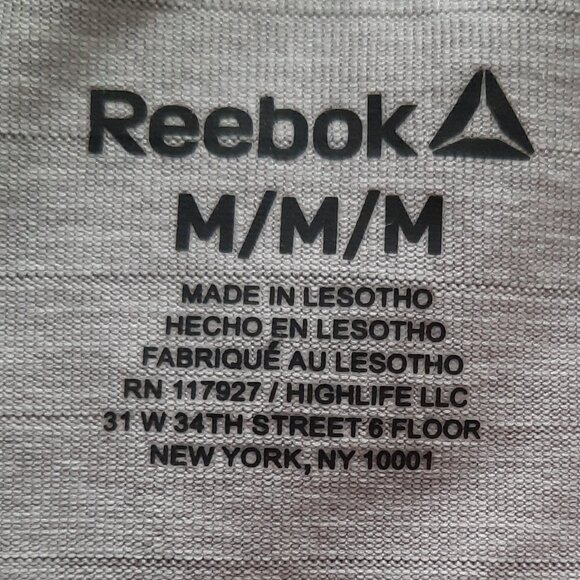 Reebok
M/M/M
MADE IN LESOTHO
HECHO EN LESOTHO
FABRIQUÉ AU LESOTHO
RN 117927 / HIGHLIFE LLC
31 W 34TH STREET 6 FLOOR
NEW YORK, NY 10001